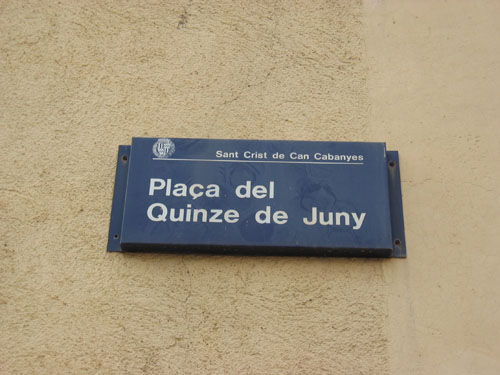 Sant Crist de Can Cabanyes
Plaça del
Quinze de Juny